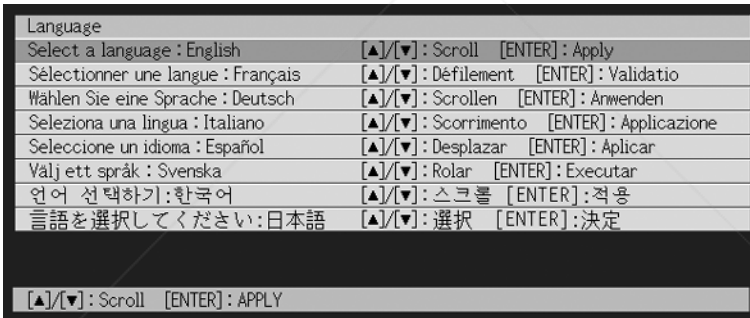 Language
Select a language : English [▲]/[▼] : Scroll [ENTER] : Apply
Sélectionner une langue : Français [▲]/[▼] : Défilement [ENTER] : Validatio
Wählen Sie eine Sprache : Deutsch [▲]/[▼] : Scrollen [ENTER] : Anwenden
Seleziona una lingua : Italiano [▲]/[▼] : Scorrimento [ENTER] : Applicazione
Seleccione un idioma : Español [▲]/[▼] : Desplazar [ENTER] : Aplicar
Välj ett språk : Svenska [▲]/[▼] : Rolar [ENTER] : Executar
언어 선택하기:한국어 [▲]/[▼] : 스크롤 [ENTER]:적용
言語を選択してください:日本語 [▲]/[▼] : 選択 [ENTER]:決定
[▲]/[▼] : Scroll [ENTER] : APPLY